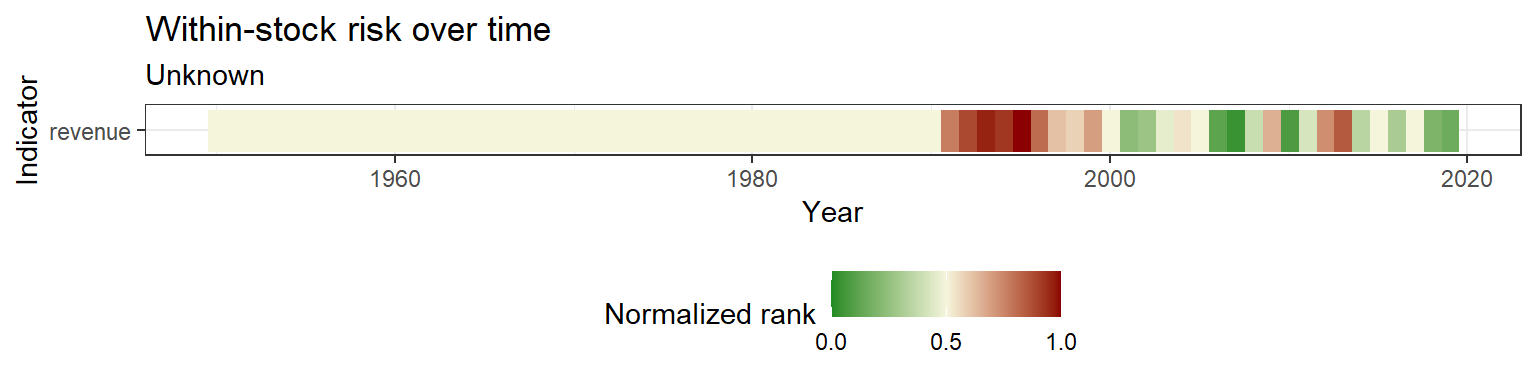 Within-stock risk over time
Unknown
Indicator
revenue
1960 1980 2000 2020
Year
Normalized rank
0.0 0.5 1.0